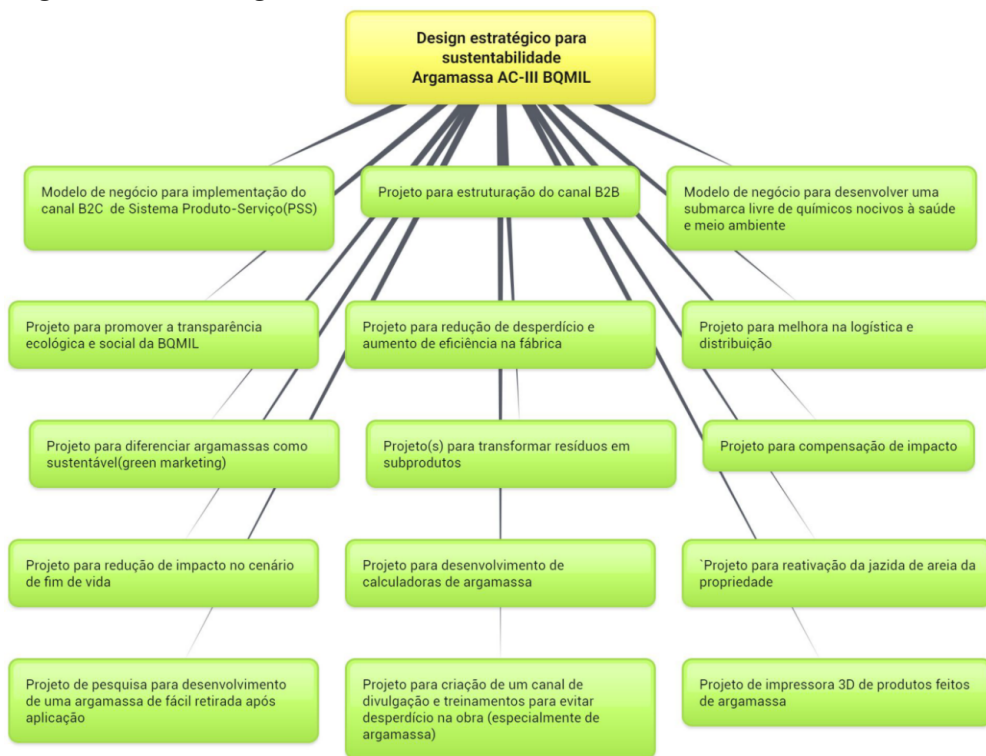 Design estratégico para
sustentabilidade
Argamassa AC-III BQMIL
Modelo de negócio para implementação do
canal B2C de Sistema Produto-Serviço(PSS)
Projeto para estruturação do canal B2B
Modelo de negócio para desenvolver uma
submarca livre de químicos nocivos à saúde
e meio ambiente
Projeto para promover a transparência
ecológica e social da BQMIL
Projeto para redução de desperdício e
aumento de eficiência na fábrica
Projeto para melhora na logística e
distribuição
Projeto para diferenciar argamassas como
sustentável(green marketing)
Projeto(s) para transformar resíduos em
subprodutos
Projeto para compensação de impacto
Projeto para redução de impacto no cenário
de fim de vida
Projeto para desenvolvimento de
calculadoras de argamassa
`Projeto para reativação da jazida de areia da
propriedade
Projeto de pesquisa para desenvolvimento
de uma argamassa de fácil retirada após
aplicação
Projeto para criação de um canal de
divulgação e treinamentos para evitar
desperdício na obra (especialmente de
argamassa)
Projeto de impressora 3D de produtos feitos
de argamassa